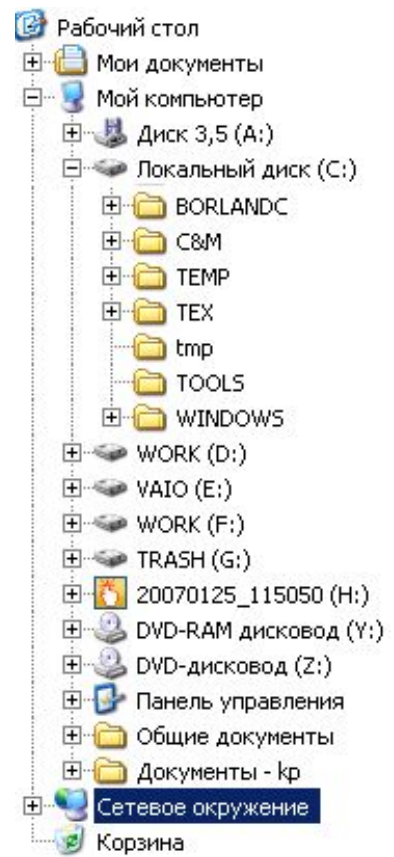 Рабочий стол
Мои документы
Мой компьютер
Диск 3,5 (A:)
Локальный диск (C:)
BORLANDC
C&M
TEMP
TEX
tmp
TOOLS
WINDOWS
WORK (D:)
VAIO (E:)
WORK (F:)
TRASH (G:)
20070125_115050 (H:)
DVD-RAM дисковод (Y:)
DVD-дисковод (Z:)
Панель управления
Общие документы
Документы - kp
Сетевое окружение
Корзина